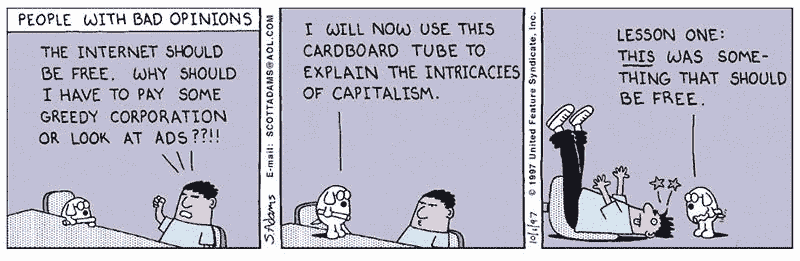 PEOPLE WITH BAD OPINIONS
THE INTERNET SHOULD
BE FREE. WHY SHOULD
I HAVE TO PAY SOME
GREEDY CORPORATION
OR LOOK AT ADS??!!
S.Adams E-mail: SCOTTADAMS@AOL.COM
I WILL NOW USE THIS
CARDBOARD TUBE TO
EXPLAIN THE INTRICACIES
OF CAPITALISM.
10/1/97 © 1997 United Feature Syndicate, Inc.
LESSON ONE:
THIS WAS SOME-
THING THAT SHOULD
BE FREE.